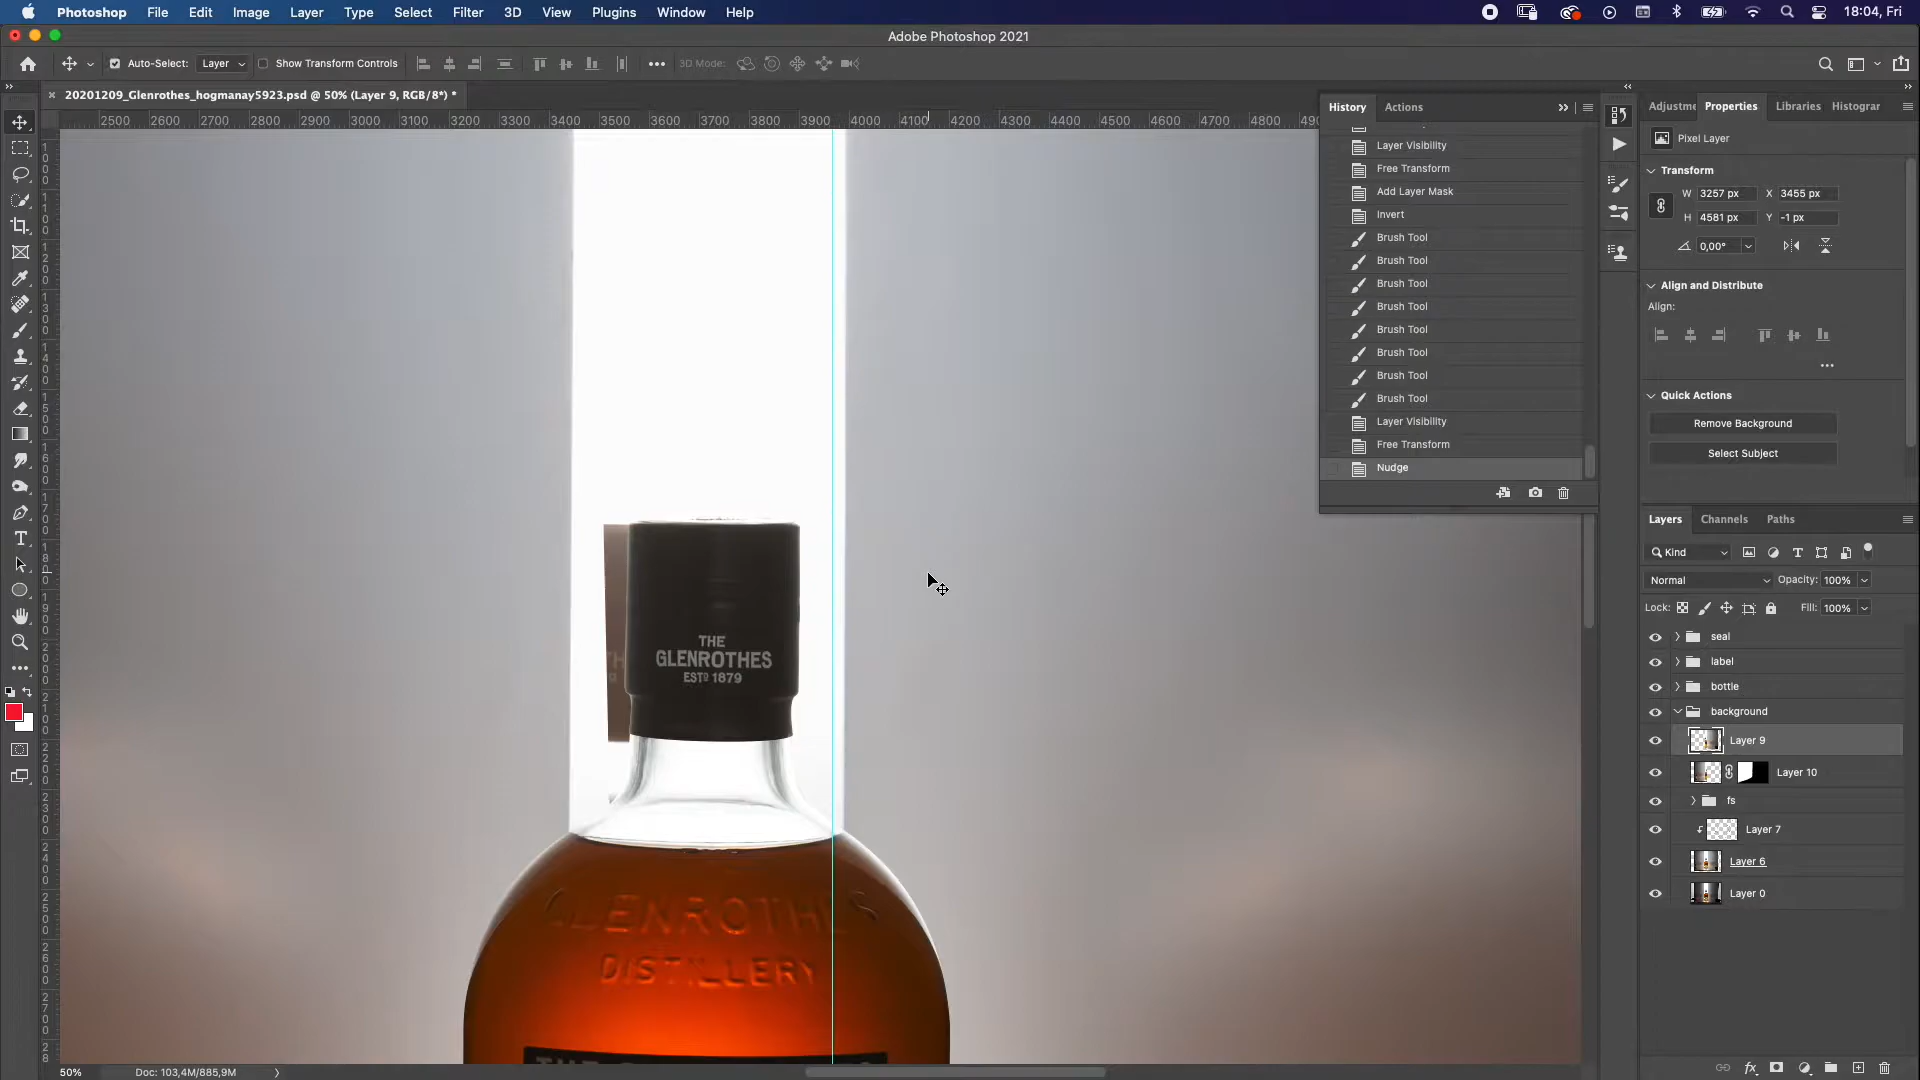 Photoshop File Edit Image Layer Type Select Filter 3D View Plugins Window Help 18:04, Fri
Adobe Photoshop 2021
Auto-Select: Layer Show Transform Controls 3D Mode:
20201209_Glenrothes_hogmanay5923.psd @ 50% (Layer 9, RGB/8*) *
2500 2600 2700 2800 2900 3000 3100 3200 3300 3400 3500 3600 3700 3800 3900 4000 4100 4200 4300 4400 4500 4600 4700 4800
History Actions
Layer Visibility
Free Transform
Add Layer Mask
Invert
Brush Tool
Brush Tool
Brush Tool
Brush Tool
Brush Tool
Brush Tool
Brush Tool
Brush Tool
Layer Visibility
Free Transform
Nudge
Adjustme Properties Libraries Histogran
Pixel Layer
Transform
W 3257 px X 3455 px
H 4581 px Y -1 px
0,00°
Align and Distribute
Align:
Quick Actions
Remove Background
Select Subject
Layers Channels Paths
Kind
Normal Opacity: 100%
Lock: Fill: 100%
seal
label
bottle
background
Layer 9
Layer 10
fs
Layer 7
Layer 6
Layer 0
THE
GLENROTHES
ESTD 1879
GLENROTHES
DISTILLERY
50% Doc: 103,4M/885,9M